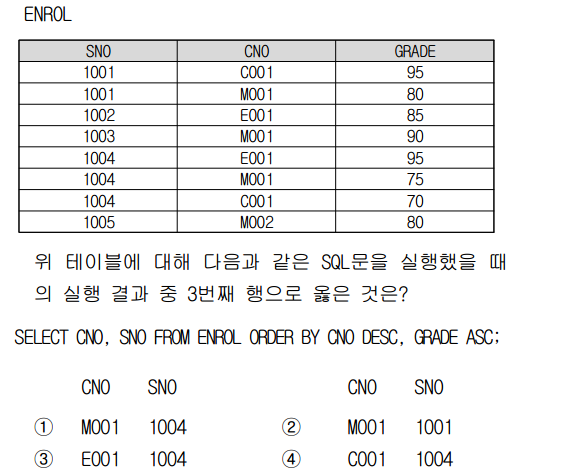 ENROL
SNO CNO GRADE
1001 C001 95
1001 M001 80
1002 E001 85
1003 M001 90
1004 E001 95
1004 M001 75
1004 C001 70
1005 M002 80
위 테이블에 대해 다음과 같은 SQL문을 실행했을 때
의 실행 결과 중 3번째 행으로 옳은 것은?
SELECT CNO, SNO FROM ENROL ORDER BY CNO DESC, GRADE ASC;
CNO SNO CNO SNO
① M001 1004 ② M001 1001
③ E001 1004 ④ C001 1004